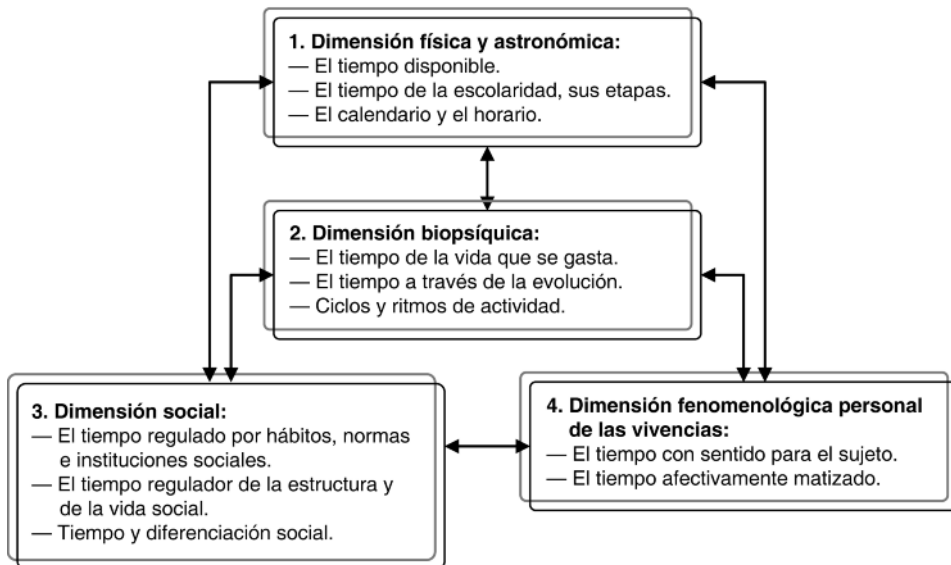 1. Dimensión física y astronómica:
— El tiempo disponible.
— El tiempo de la escolaridad, sus etapas.
— El calendario y el horario.
2. Dimensión biopsíquica:
— El tiempo de la vida que se gasta.
— El tiempo a través de la evolución.
— Ciclos y ritmos de actividad.
3. Dimensión social:
— El tiempo regulado por hábitos, normas
e instituciones sociales.
— El tiempo regulador de la estructura y
de la vida social.
— Tiempo y diferenciación social.
4. Dimensión fenomenológica personal
de las vivencias:
— El tiempo con sentido para el sujeto.
— El tiempo afectivamente matizado.